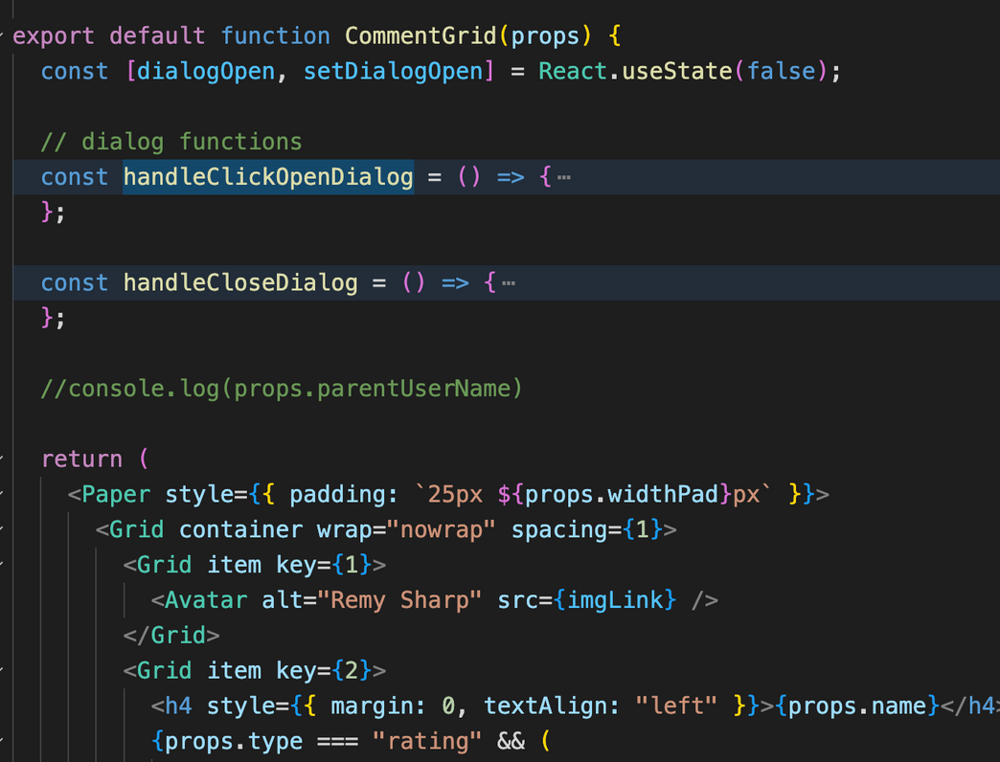 export default function CommentGrid(props) {
const [dialogOpen, setDialogOpen] = React.useState(false);
// dialog functions
const handleClickOpenDialog = () => {⋯
};
const handleCloseDialog = () => {⋯
};
//console.log(props.parentUserName)
return (
<Paper style={{ padding: `25px ${props.widthPad}px` }}>
<Grid container wrap="nowrap" spacing={1}>
<Grid item key={1}>
<Avatar alt="Remy Sharp" src={imgLink} />
</Grid>
<Grid item key={2}>
<h4 style={{ margin: 0, textAlign: "left" }}>{props.name}</h4>
{props.type === "rating" && (